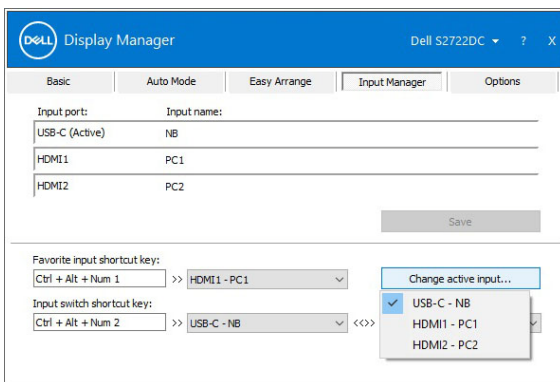 DELL Display Manager Dell S2722DC ? X
Basic Auto Mode Easy Arrange Input Manager Options
Input port: Input name:
USB-C (Active) NB
HDMI1 PC1
HDMI2 PC2
Save
Favorite input shortcut key:
Ctrl + Alt + Num 1 >> HDMI1 - PC1 Change active input...
USB-C - NB
HDMI1 - PC1
HDMI2 - PC2
Input switch shortcut key:
Ctrl + Alt + Num 2 >> USB-C - NB <<>>